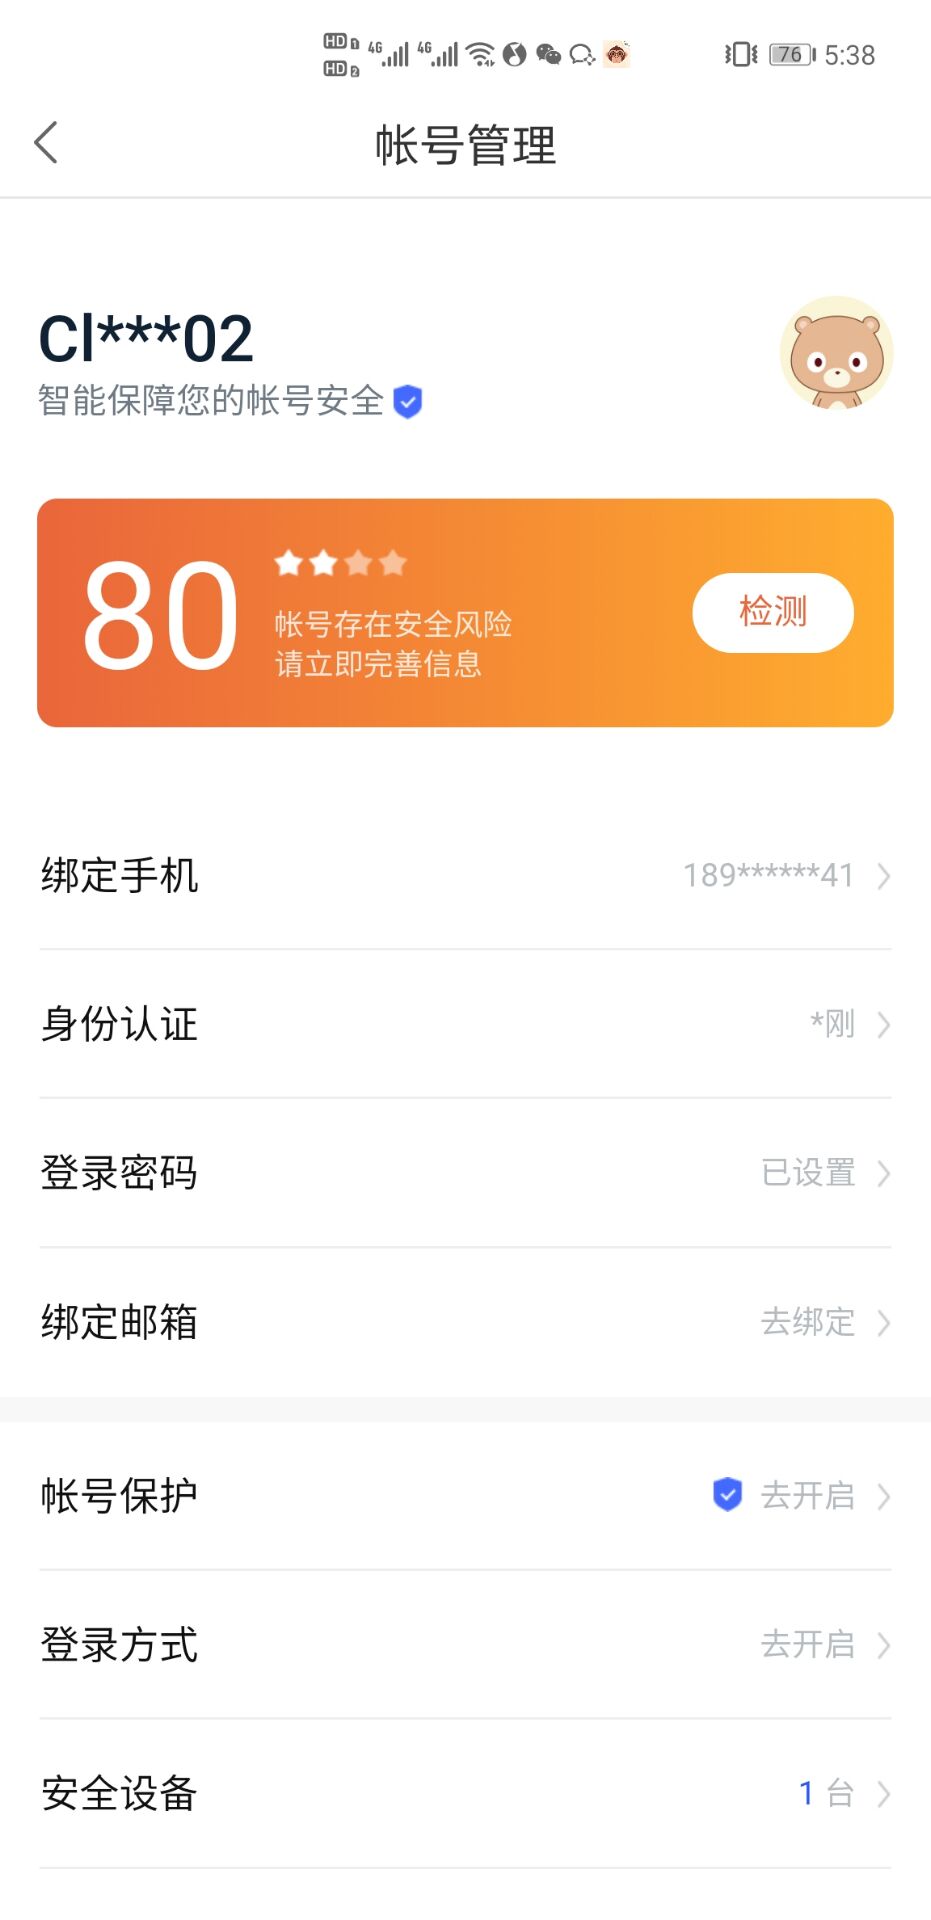 HD 1 4G 4G 76 5:38
HD 2
帐号管理
Cl***02
智能保障您的帐号安全
80
帐号存在安全风险
请立即完善信息
检测
绑定手机 189******41
身份认证 *刚
登录密码 已设置
绑定邮箱 去绑定
帐号保护 去开启
登录方式 去开启
安全设备 1 台